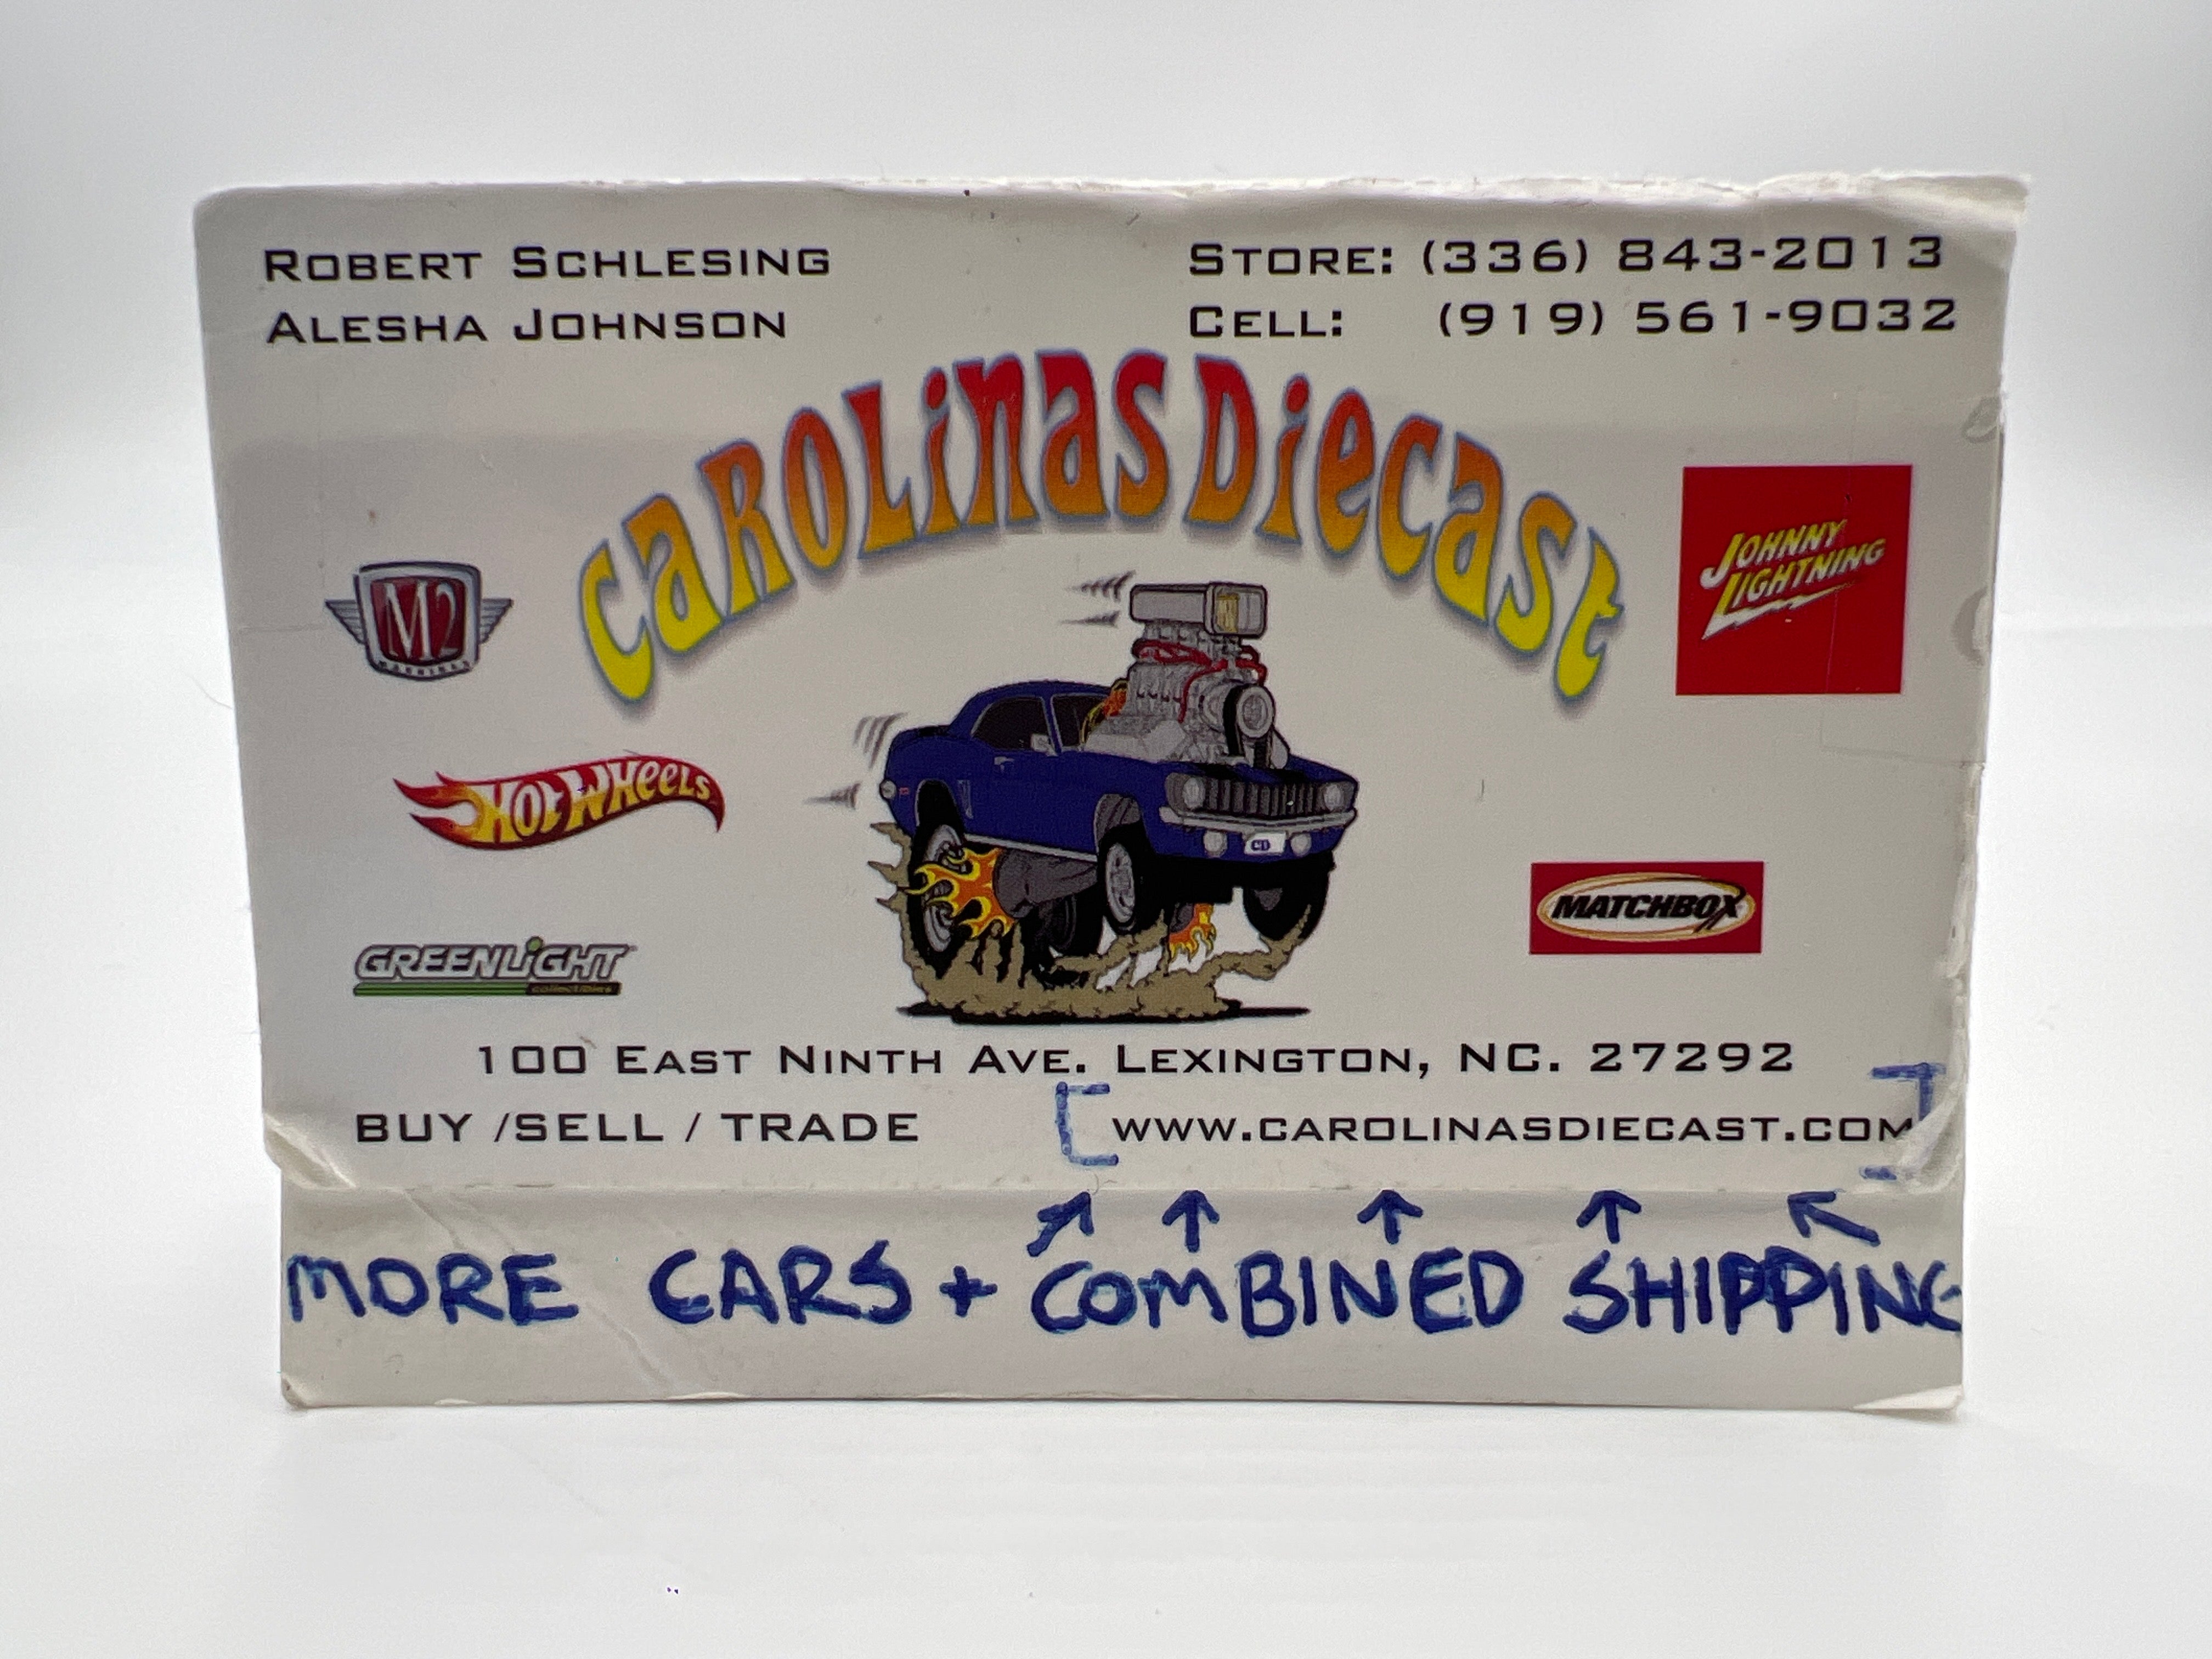 ROBERT SCHLESING
ALESHA JOHNSON
STORE: (336) 843-2013
CELL: (919) 561-9032
CAROLINAS DIECAST
M2
MACHINES
JOHNNY
LIGHTNING
HOT WHEELS
MATCHBOX
GREENLIGHT
collectibles
100 EAST NINTH AVE. LEXINGTON, NC. 27292
BUY /SELL / TRADE
[WWW.CAROLINASDIECAST.COM]
MORE CARS + COMBINED SHIPPING